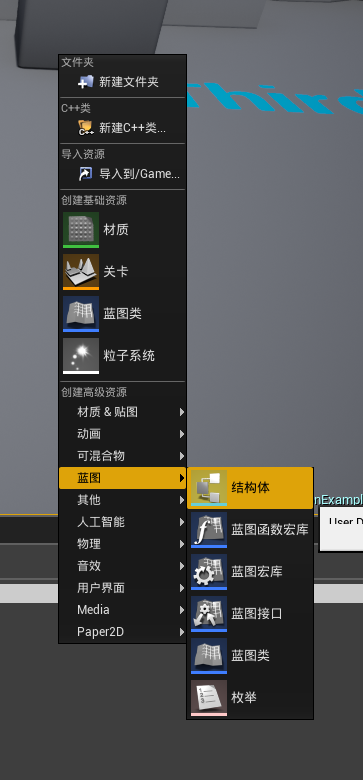 文件夹
新建文件夹
C++类
新建C++类...
导入资源
导入到/Game...
创建基础资源
材质
关卡
蓝图类
粒子系统
创建高级资源
材质 & 贴图
动画
可混合物
蓝图
其他
人工智能
物理
音效
用户界面
Media
Paper2D
结构体
蓝图函数宏库
蓝图宏库
蓝图接口
蓝图类
枚举
nExampl
User D
Third